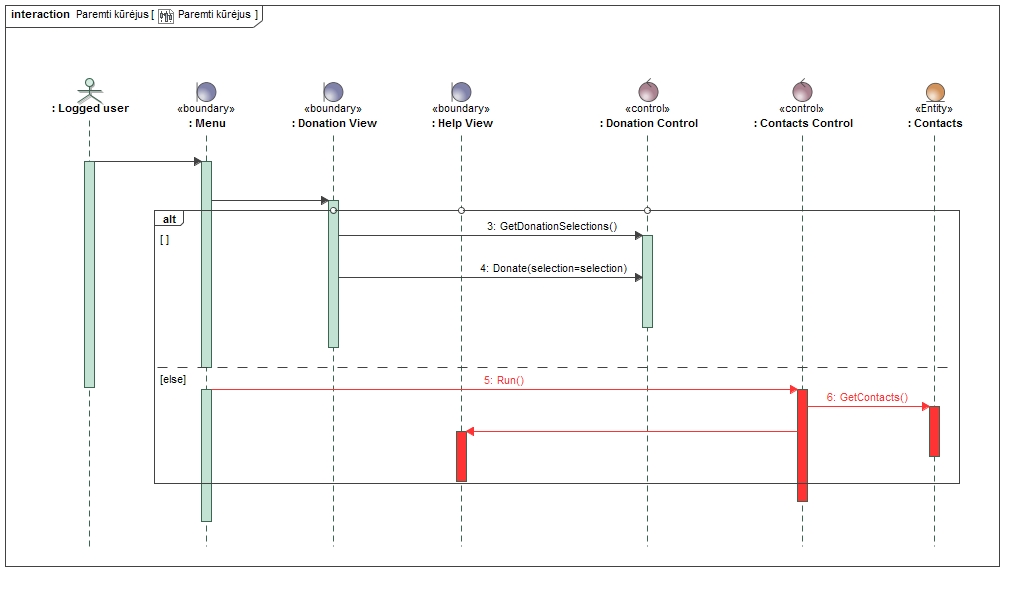 interaction Paremti kūrėjus [ Paremti kūrėjus ]
: Logged user
«boundary»
: Menu
«boundary»
: Donation View
«boundary»
: Help View
«control»
: Donation Control
«control»
: Contacts Control
«Entity»
: Contacts
alt
[ ]
3: GetDonationSelections()
4: Donate(selection=selection)
[else]
5: Run()
6: GetContacts()